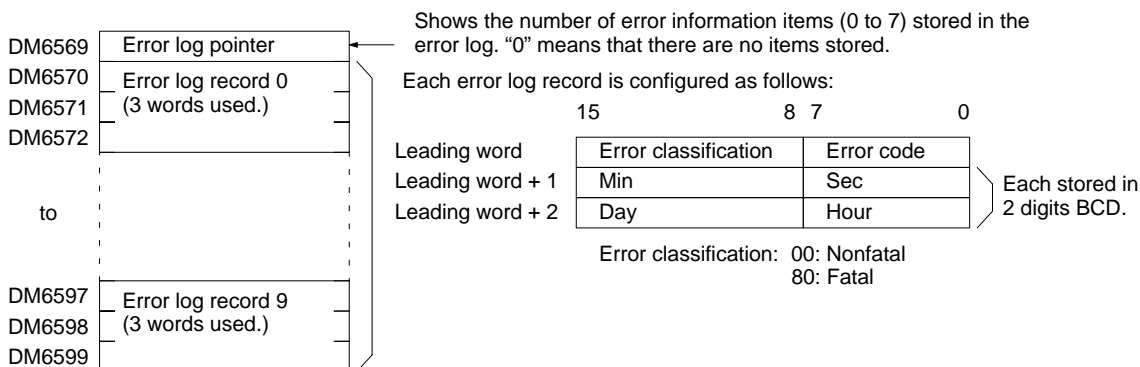 Shows the number of error information items (0 to 7) stored in the
error log. “0” means that there are no items stored.
DM6569 Error log pointer
DM6570 Error log record 0
DM6571 (3 words used.)
DM6572
to
DM6597 Error log record 9
DM6598 (3 words used.)
DM6599
Each error log record is configured as follows:
15 8 7 0
Leading word Error classification Error code
Leading word + 1 Min Sec
Leading word + 2 Day Hour
Each stored in
2 digits BCD.
Error classification: 00: Nonfatal
80: Fatal